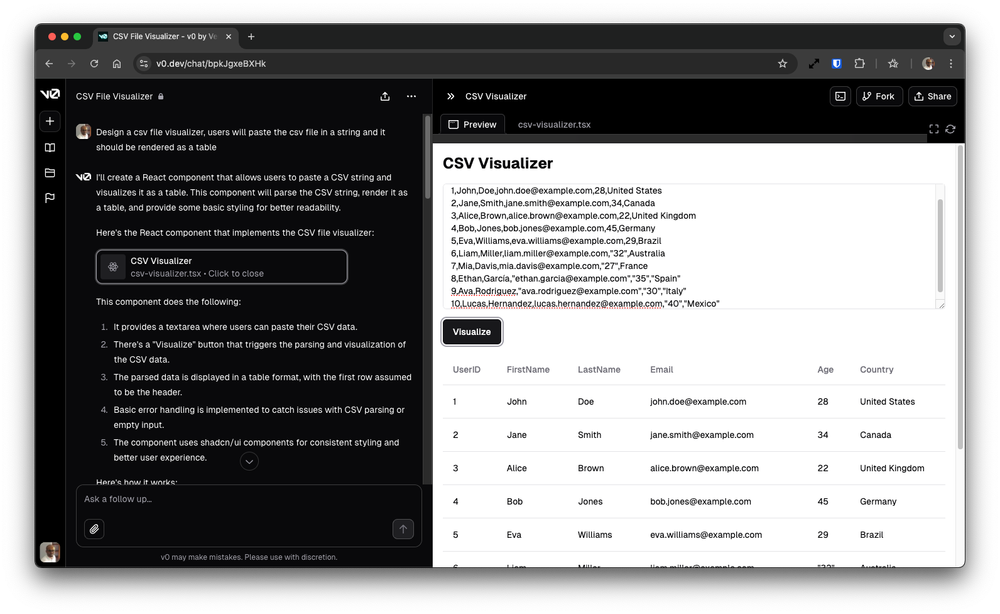 CSV File Visualizer - v0 by Ve
v0.dev/chat/bpkJgxeBXHk
CSV File Visualizer
Design a csv file visualizer, users will paste the csv file in a string and it
should be rendered as a table
I'll create a React component that allows users to paste a CSV string and
visualizes it as a table. This component will parse the CSV string, render it as
a table, and provide some basic styling for better readability.
Here's the React component that implements the CSV file visualizer:
CSV Visualizer
csv-visualizer.tsx • Click to close
This component does the following:
1. It provides a textarea where users can paste their CSV data.
2. There's a "Visualize" button that triggers the parsing and visualization of
the CSV data.
3. The parsed data is displayed in a table format, with the first row assumed
to be the header.
4. Basic error handling is implemented to catch issues with CSV parsing or
empty input.
5. The component uses shadcn/ui components for consistent styling and
better user experience.
Here's how it works:
Ask a follow up...
v0 may make mistakes. Please use with discretion.
CSV Visualizer
Fork
Share
Preview
csv-visualizer.tsx
CSV Visualizer
1,John,Doe,john.doe@example.com,28,United States
2,Jane,Smith,jane.smith@example.com,34,Canada
3,Alice,Brown,alice.brown@example.com,22,United Kingdom
4,Bob,Jones,bob.jones@example.com,45,Germany
5,Eva,Williams,eva.williams@example.com,29,Brazil
6,Liam,Miller,liam.miller@example.com,"32",Australia
7,Mia,Davis,mia.davis@example.com,"27",France
8,Ethan,García,"ethan.garcia@example.com","35","Spain"
9,Ava,Rodriguez,"ava.rodriguez@example.com","30","Italy"
10,Lucas,Hernandez,lucas.hernandez@example.com,"40","Mexico"
Visualize
UserID FirstName LastName Email Age Country
1 John Doe john.doe@example.com 28 United States
2 Jane Smith jane.smith@example.com 34 Canada
3 Alice Brown alice.brown@example.com 22 United Kingdom
4 Bob Jones bob.jones@example.com 45 Germany
5 Eva Williams eva.williams@example.com 29 Brazil
6 Liam Miller liam.miller@example.com "32" Australia